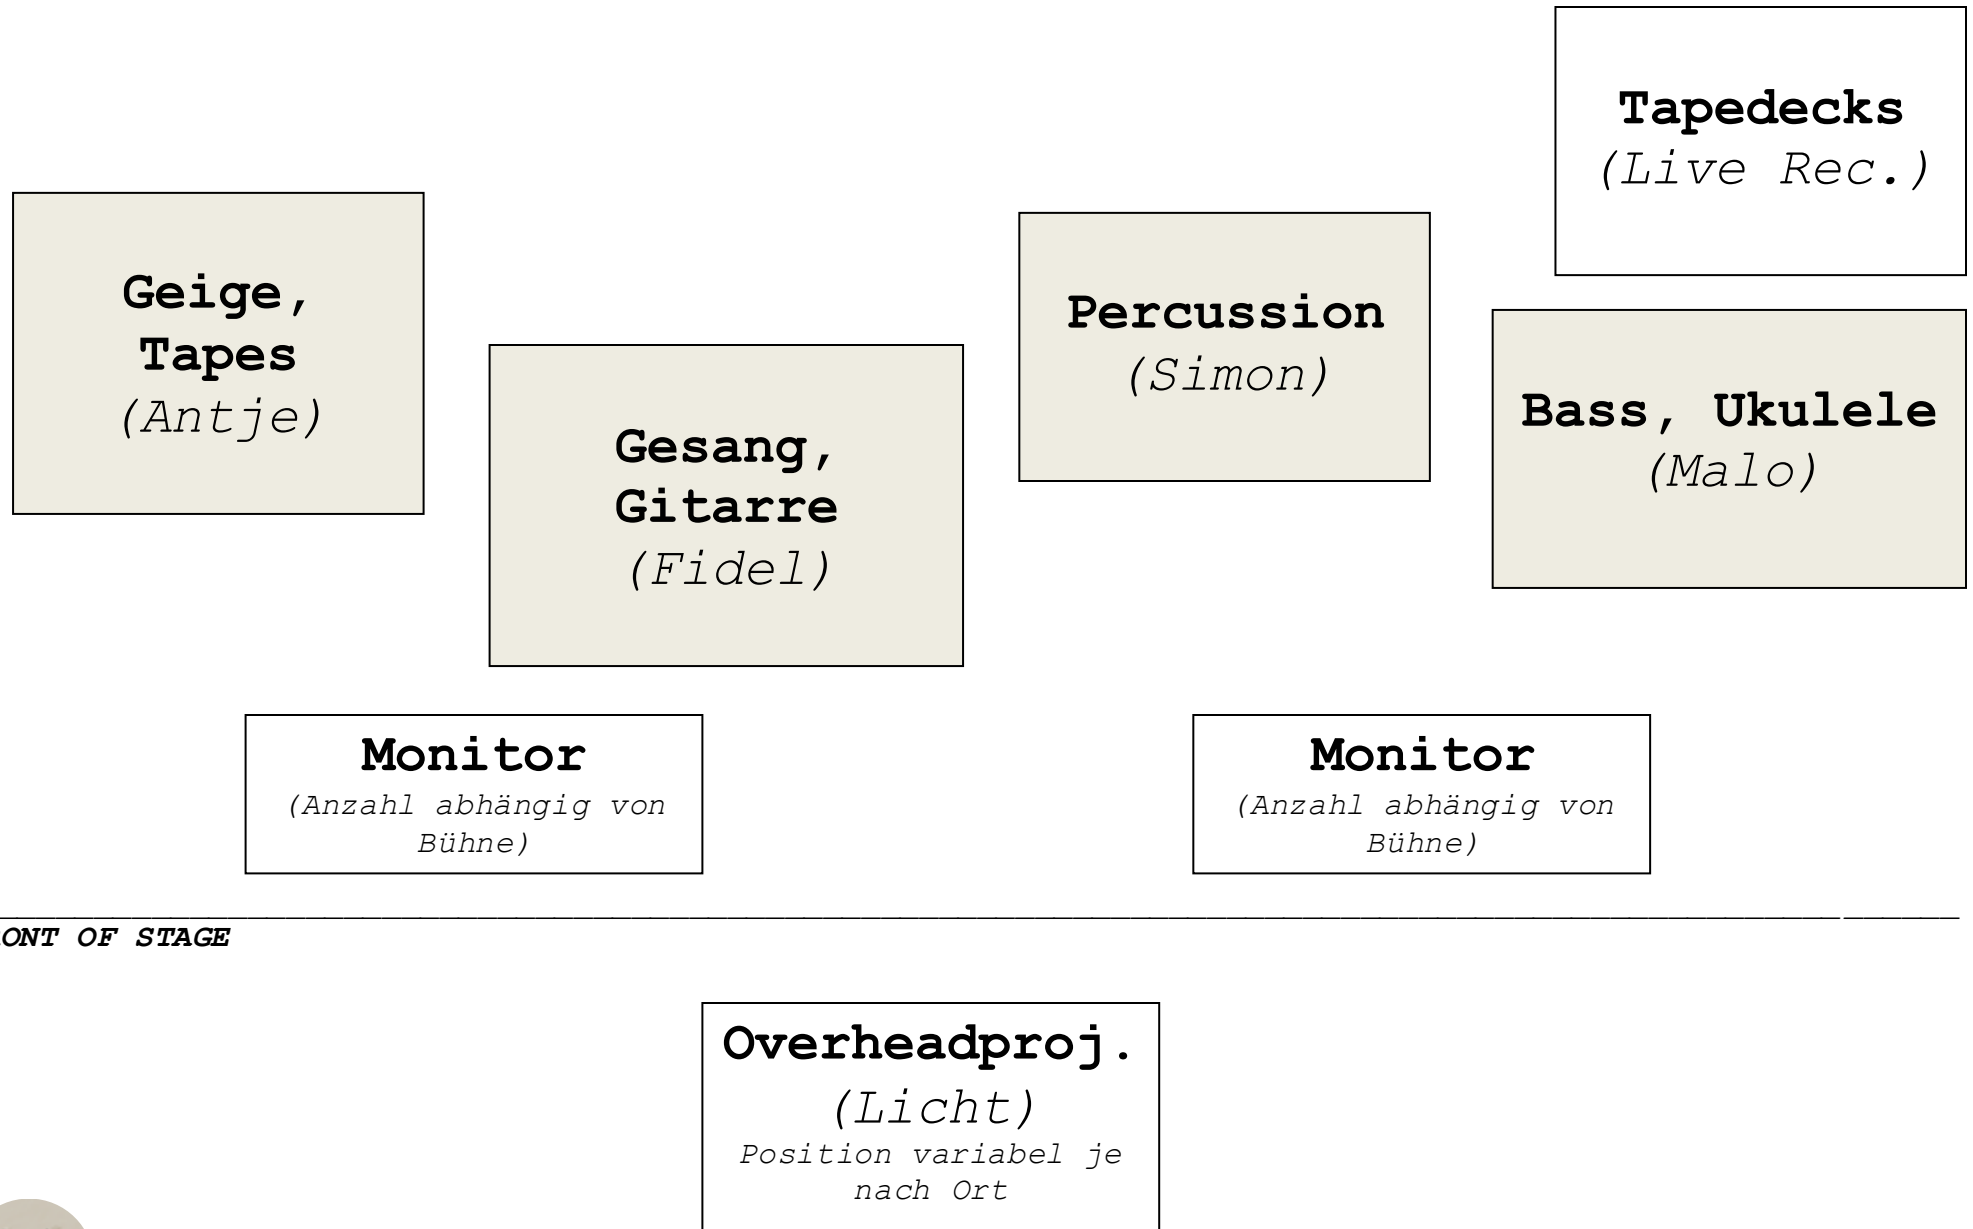 Tapedecks
(Live Rec.)
Geige,
Tapes
(Antje)
Percussion
(Simon)
Bass, Ukulele
(Malo)
Gesang,
Gitarre
(Fidel)
Monitor
(Anzahl abhängig von
Bühne)
Monitor
(Anzahl abhängig von
Bühne)
ONT OF STAGE
Overheadproj.
(Licht)
Position variabel je
nach Ort